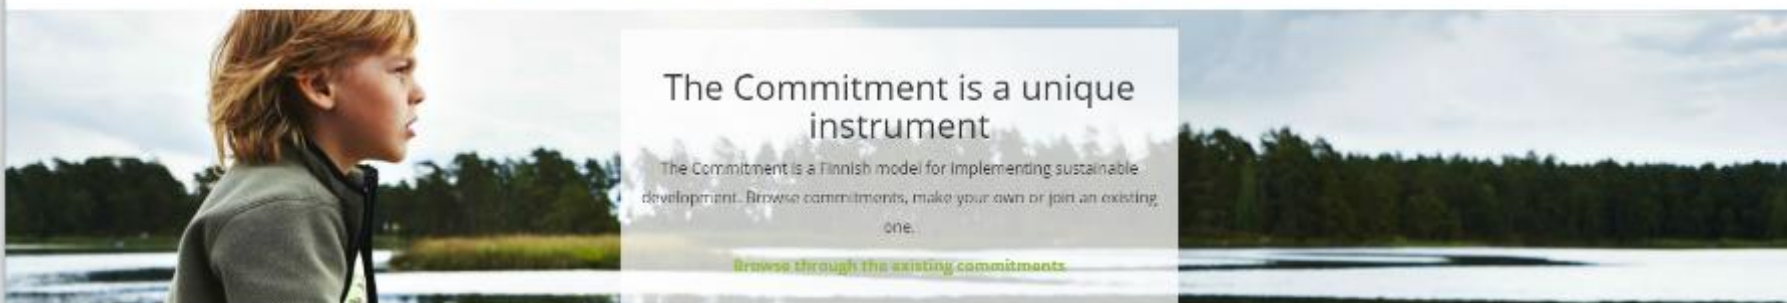 The Commitment is a unique
instrument
The Commitment is a Finnish model for implementing sustainable
development. Browse commitments, make your own or join an existing
one.
Browse through the existing commitments